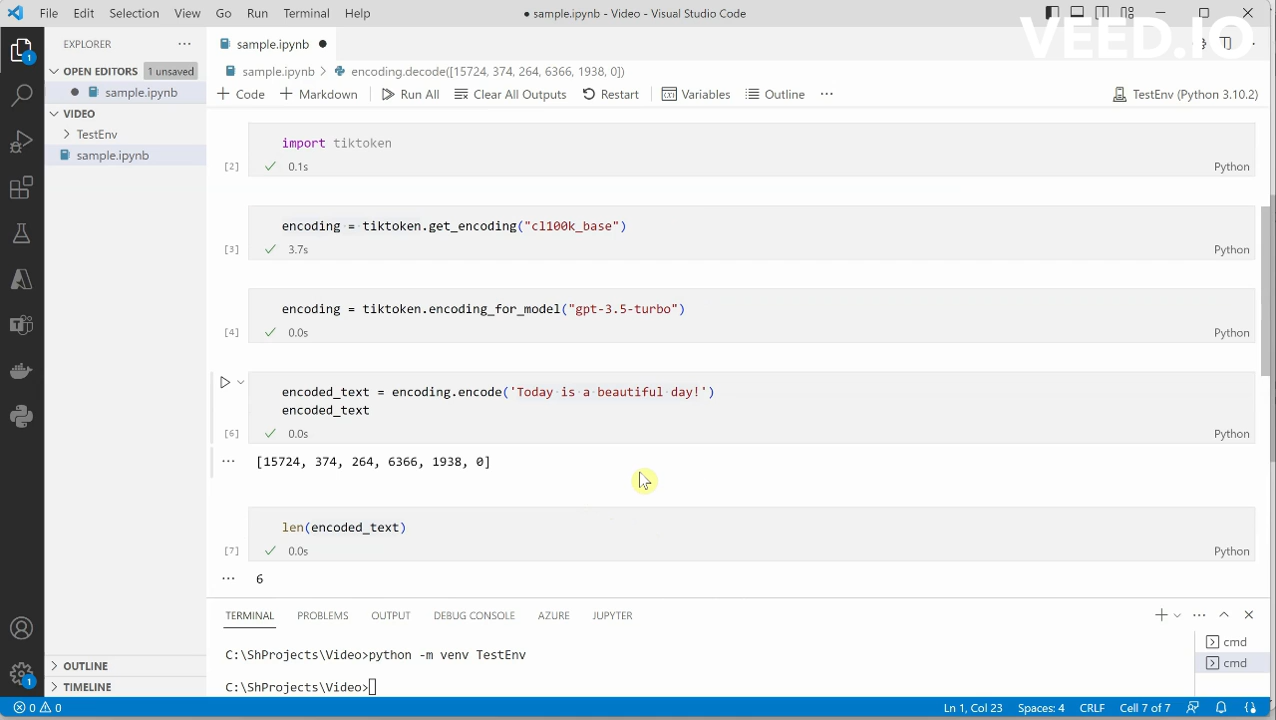 File Edit Selection View Go Run Terminal Help
● sample.ipynb - Video - Visual Studio Code
VEED.IO
EXPLORER
sample.ipynb
OPEN EDITORS 1 unsaved
sample.ipynb > encoding.decode([15724, 374, 264, 6366, 1938, 0])
sample.ipynb
+ Code + Markdown Run All Clear All Outputs Restart Variables Outline ... TestEnv (Python 3.10.2)
VIDEO
TestEnv
sample.ipynb
import tiktoken
[2] 0.1s Python
encoding = tiktoken.get_encoding("cl100k_base")
[3] 3.7s Python
encoding = tiktoken.encoding_for_model("gpt-3.5-turbo")
[4] 0.0s Python
encoded_text = encoding.encode('Today is a beautiful day!')
encoded_text
[6] 0.0s Python
[15724, 374, 264, 6366, 1938, 0]
len(encoded_text)
[7] 0.0s Python
6
TERMINAL PROBLEMS OUTPUT DEBUG CONSOLE AZURE JUPYTER
C:\ShProjects\Video>python -m venv TestEnv
C:\ShProjects\Video>
cmd
cmd
OUTLINE
TIMELINE
1
1
0 0 Ln 1, Col 23 Spaces: 4 CRLF Cell 7 of 7